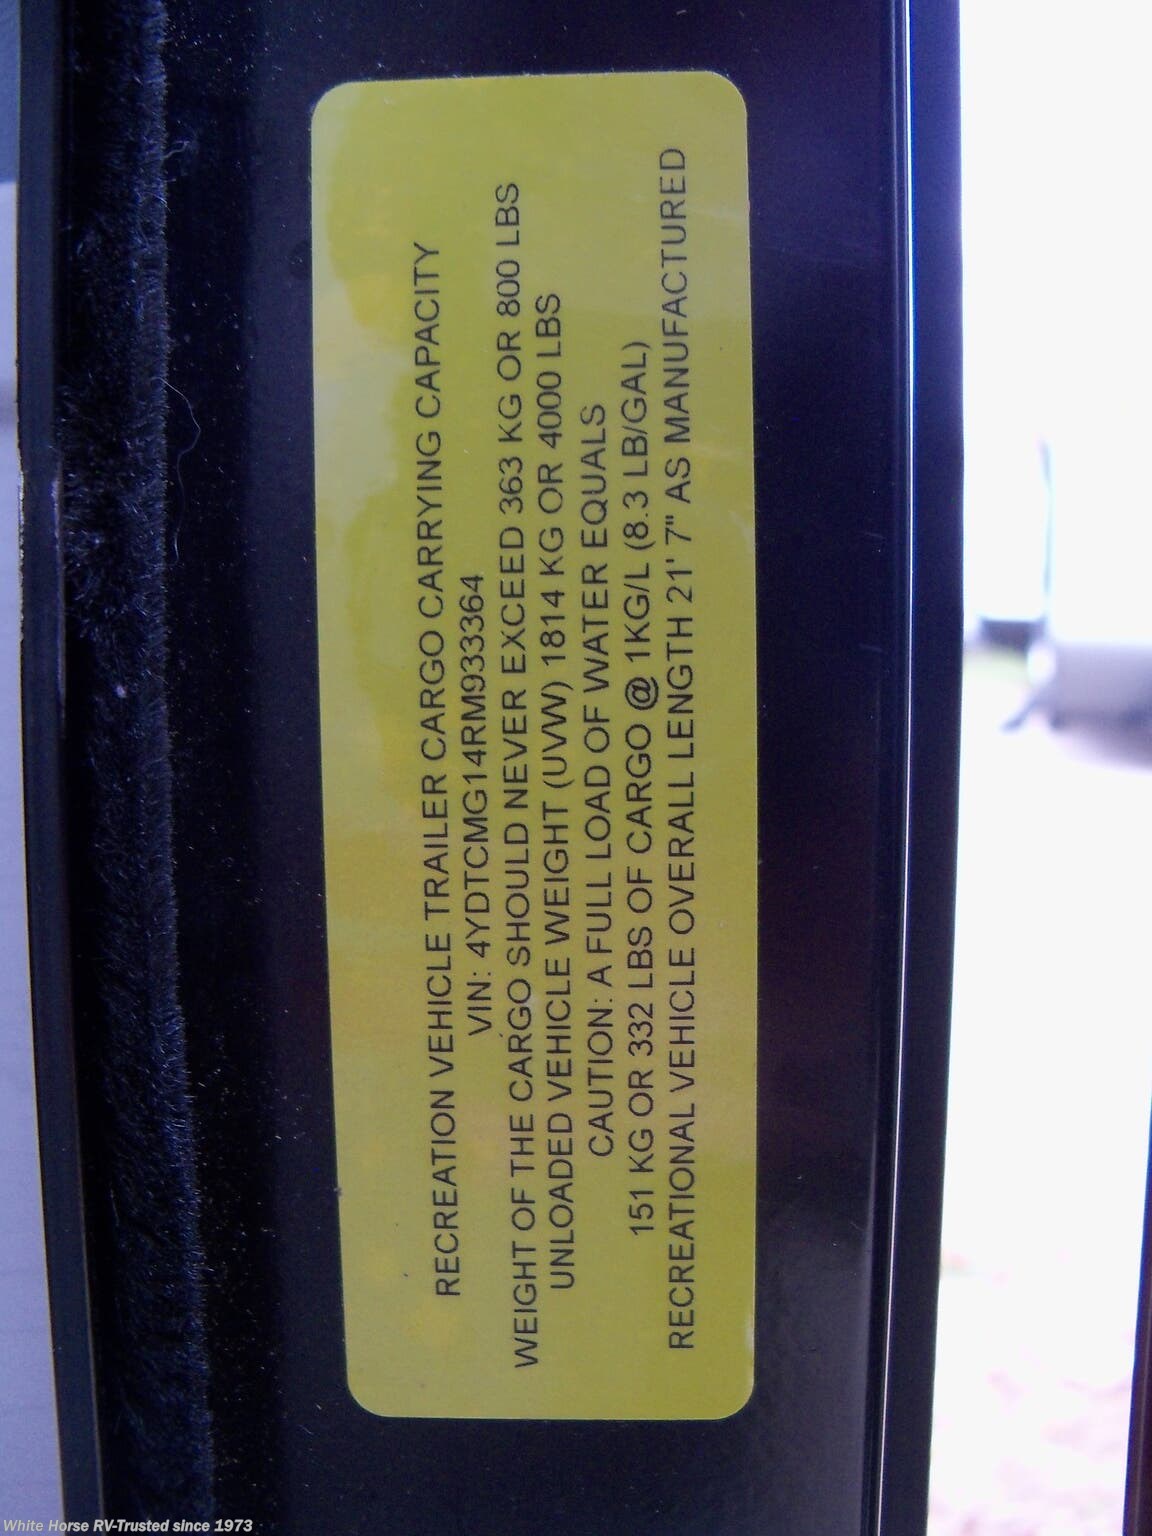 RECREATION VEHICLE TRAILER CARGO CARRYING CAPACITY
VIN: 4YDTCMG14RM933364
WEIGHT OF THE CARGO SHOULD NEVER EXCEED 363 KG OR 800 LBS
UNLOADED VEHICLE WEIGHT (UVW) 1814 KG OR 4000 LBS
CAUTION: A FULL LOAD OF WATER EQUALS
151 KG OR 332 LBS OF CARGO @ 1KG/L (8.3 LB/GAL)
RECREATIONAL VEHICLE OVERALL LENGTH 21' 7" AS MANUFACTURED
White Horse RV-Trusted since 1973